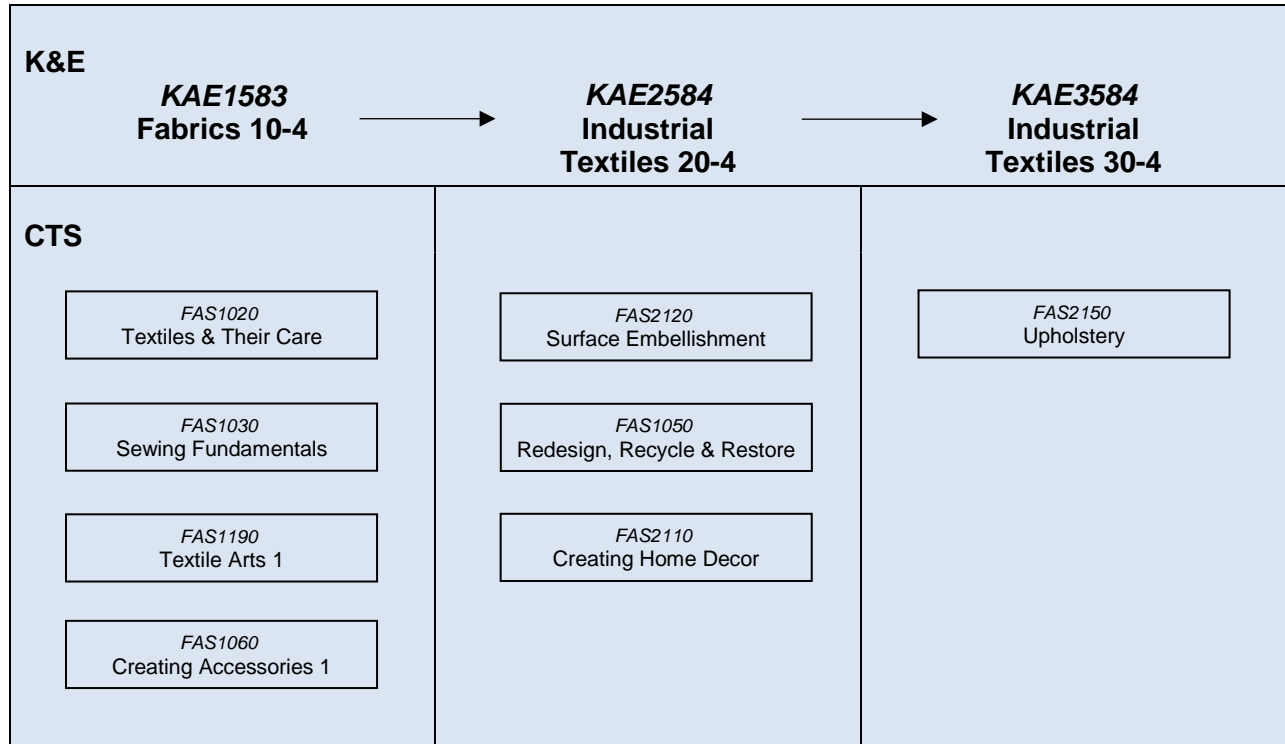 K&E
KAE1583
Fabrics 10-4
KAE2584
Industrial
Textiles 20-4
KAE3584
Industrial
Textiles 30-4
CTS
FAS1020
Textiles & Their Care
FAS1030
Sewing Fundamentals
FAS1190
Textile Arts 1
FAS1060
Creating Accessories 1
FAS2120
Surface Embellishment
FAS1050
Redesign, Recycle & Restore
FAS2110
Creating Home Decor
FAS2150
Upholstery